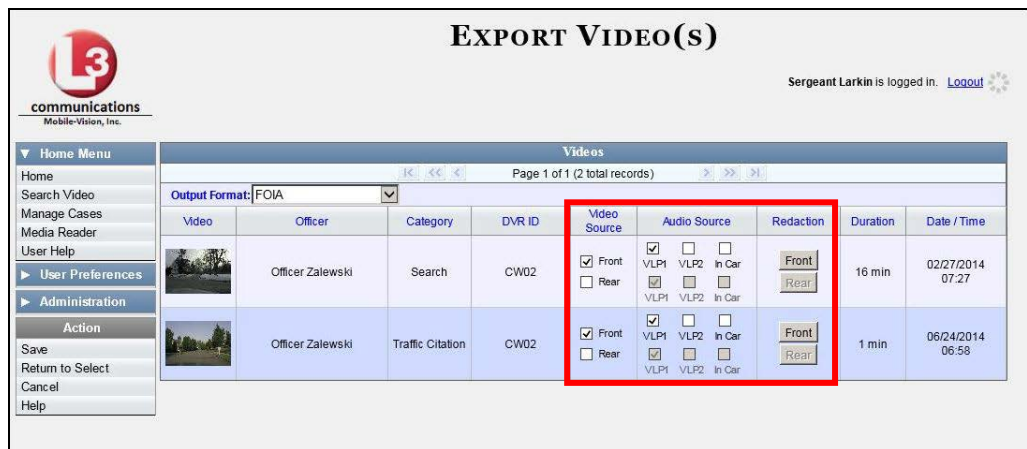 EXPORT VIDEO(S)
L3
communications
Mobile-Vision, Inc.
Sergeant Larkin is logged in. Logout
Home Menu
Home
Search Video
Manage Cases
Media Reader
User Help
User Preferences
Administration
Action
Save
Return to Select
Cancel
Help
Videos
Page 1 of 1 (2 total records)
Output Format: FOIA
Video Officer Category DVR ID Video Source Audio Source Redaction Duration Date / Time
Officer Zalewski Search CW02
Front
Rear
VLP1 VLP2 In Car
VLP1 VLP2 In Car
Front
Rear
16 min
02/27/2014
07:27
Officer Zalewski Traffic Citation CW02
Front
Rear
VLP1 VLP2 In Car
VLP1 VLP2 In Car
Front
Rear
1 min
06/24/2014
06:58